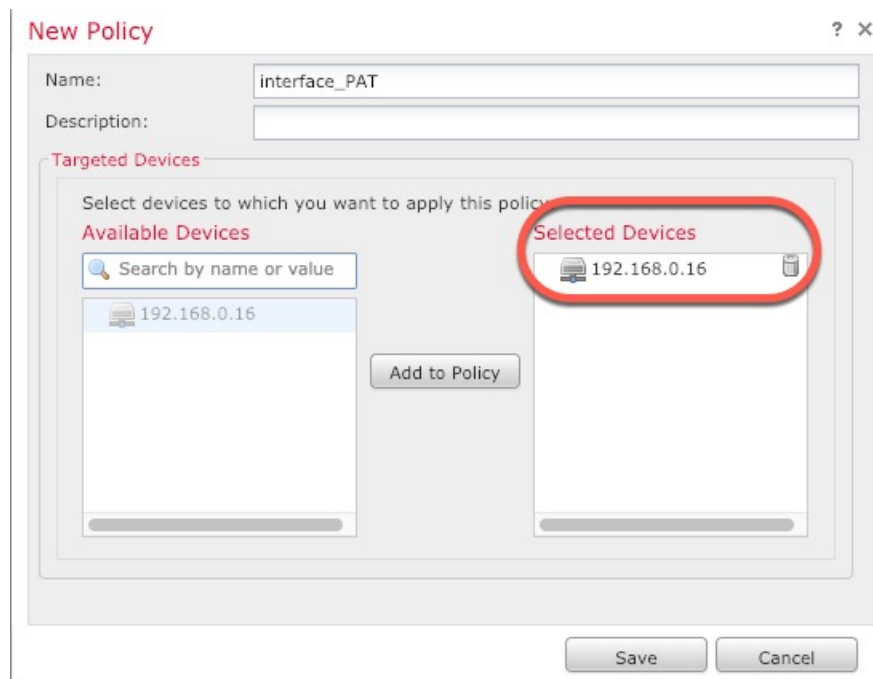 New Policy
?
Name:
interface_PAT
Description:
Targeted Devices
Select devices to which you want to apply this policy
Available Devices
Selected Devices
Search by name or value
192.168.0.16
192.168.0.16
Add to Policy
Save
Cancel